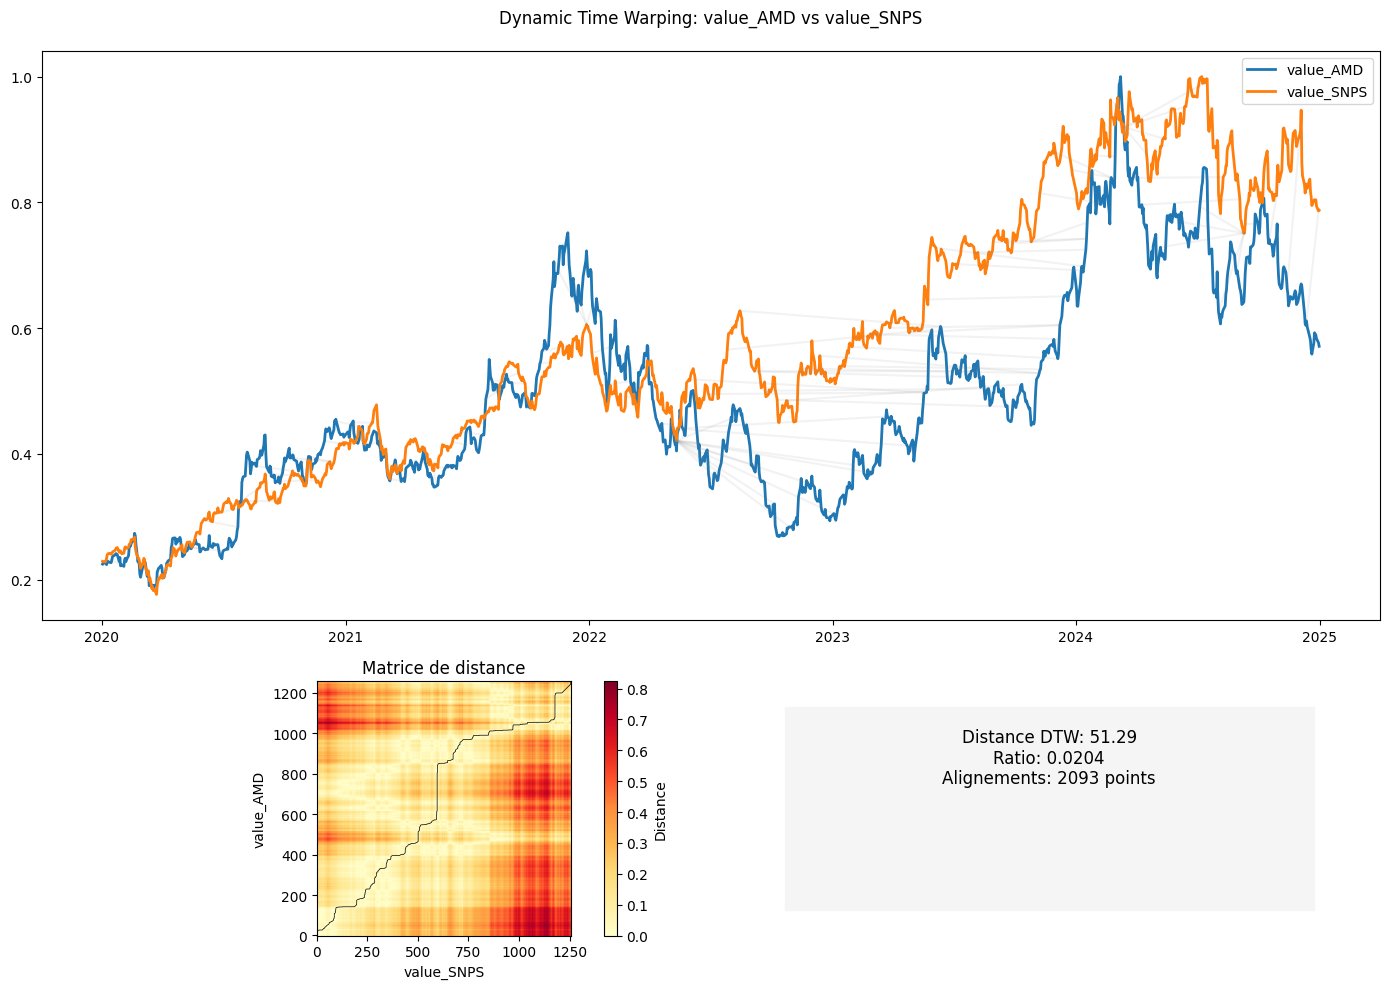 Dynamic Time Warping: value_AMD vs value_SNPS
value_AMD
value_SNPS
1.0
0.8
0.6
0.4
0.2
2020 2021 2022 2023 2024 2025
Matrice de distance
1200
1000
800
600
400
200
0
value_AMD
0 250 500 750 1000 1250
value_SNPS
0.8
0.7
0.6
0.5
0.4
0.3
0.2
0.1
0.0
Distance
Distance DTW: 51.29
Ratio: 0.0204
Alignements: 2093 points